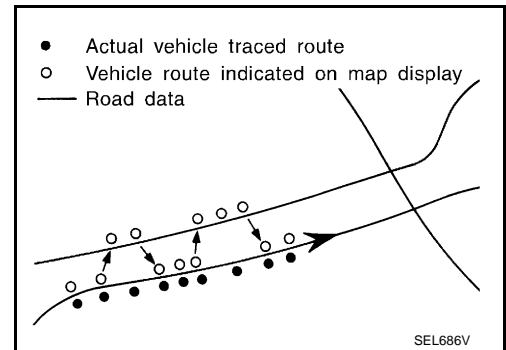 Actual vehicle traced route
Vehicle route indicated on map display
Road data
SEL686V